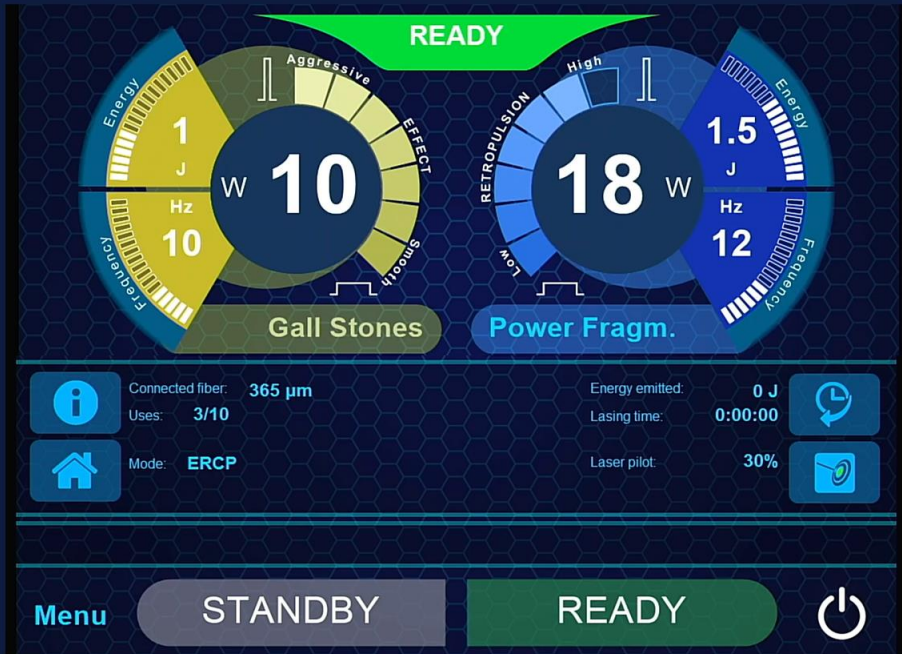 READY
Aggressive
EFFECT
Smooth
Energy
1
J
Hz
10
Frequency
W 10
Gall Stones
High
RETROPULSION
Low
18 W
Energy
1.5
J
Hz
12
Frequency
Power Fragm.
Connected fiber: 365 µm
Uses: 3/10
Mode: ERCP
Energy emitted: 0 J
Lasing time: 0:00:00
Laser pilot: 30%
Menu
STANDBY
READY